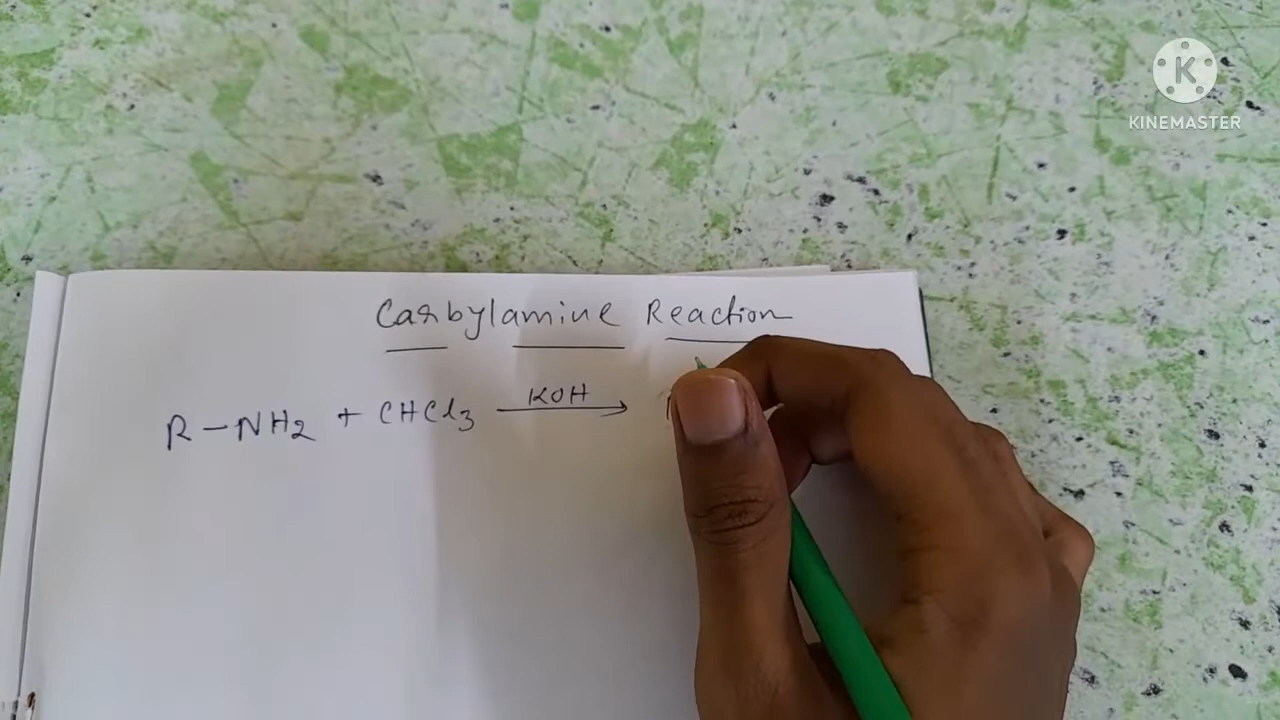 KINEMASTER
Carbylamine Reaction
R-NH2 + CHCl3 KOH →